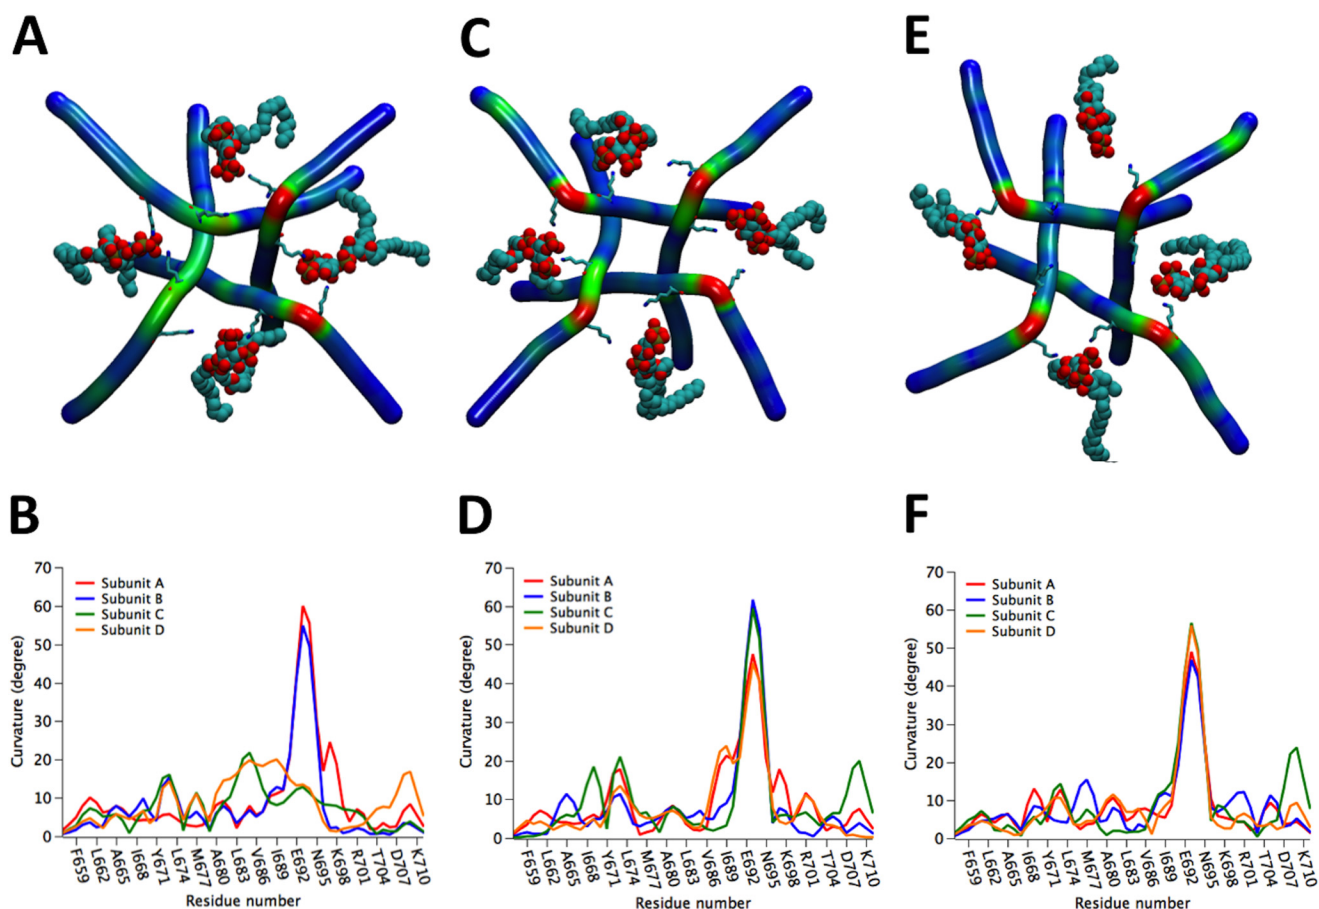 A
C
E
B
D
F
70
60
50
40
30
20
10
0
Curvature (degree)
Subunit A
Subunit B
Subunit C
Subunit D
F659
L662
A665
I668
Y671
L674
M677
A680
L683
V686
I689
E692
N695
K698
R701
T704
D707
K710
Residue number
70
60
50
40
30
20
10
0
Curvature (degree)
Subunit A
Subunit B
Subunit C
Subunit D
F659
L662
A665
I668
Y671
L674
M677
A680
L683
V686
I689
E692
N695
K698
R701
T704
D707
K710
Residue number
70
60
50
40
30
20
10
0
Curvature (degree)
Subunit A
Subunit B
Subunit C
Subunit D
F659
L662
A665
I668
Y671
L674
M677
A680
L683
V686
I689
E692
N695
K698
R701
T704
D707
K710
Residue number